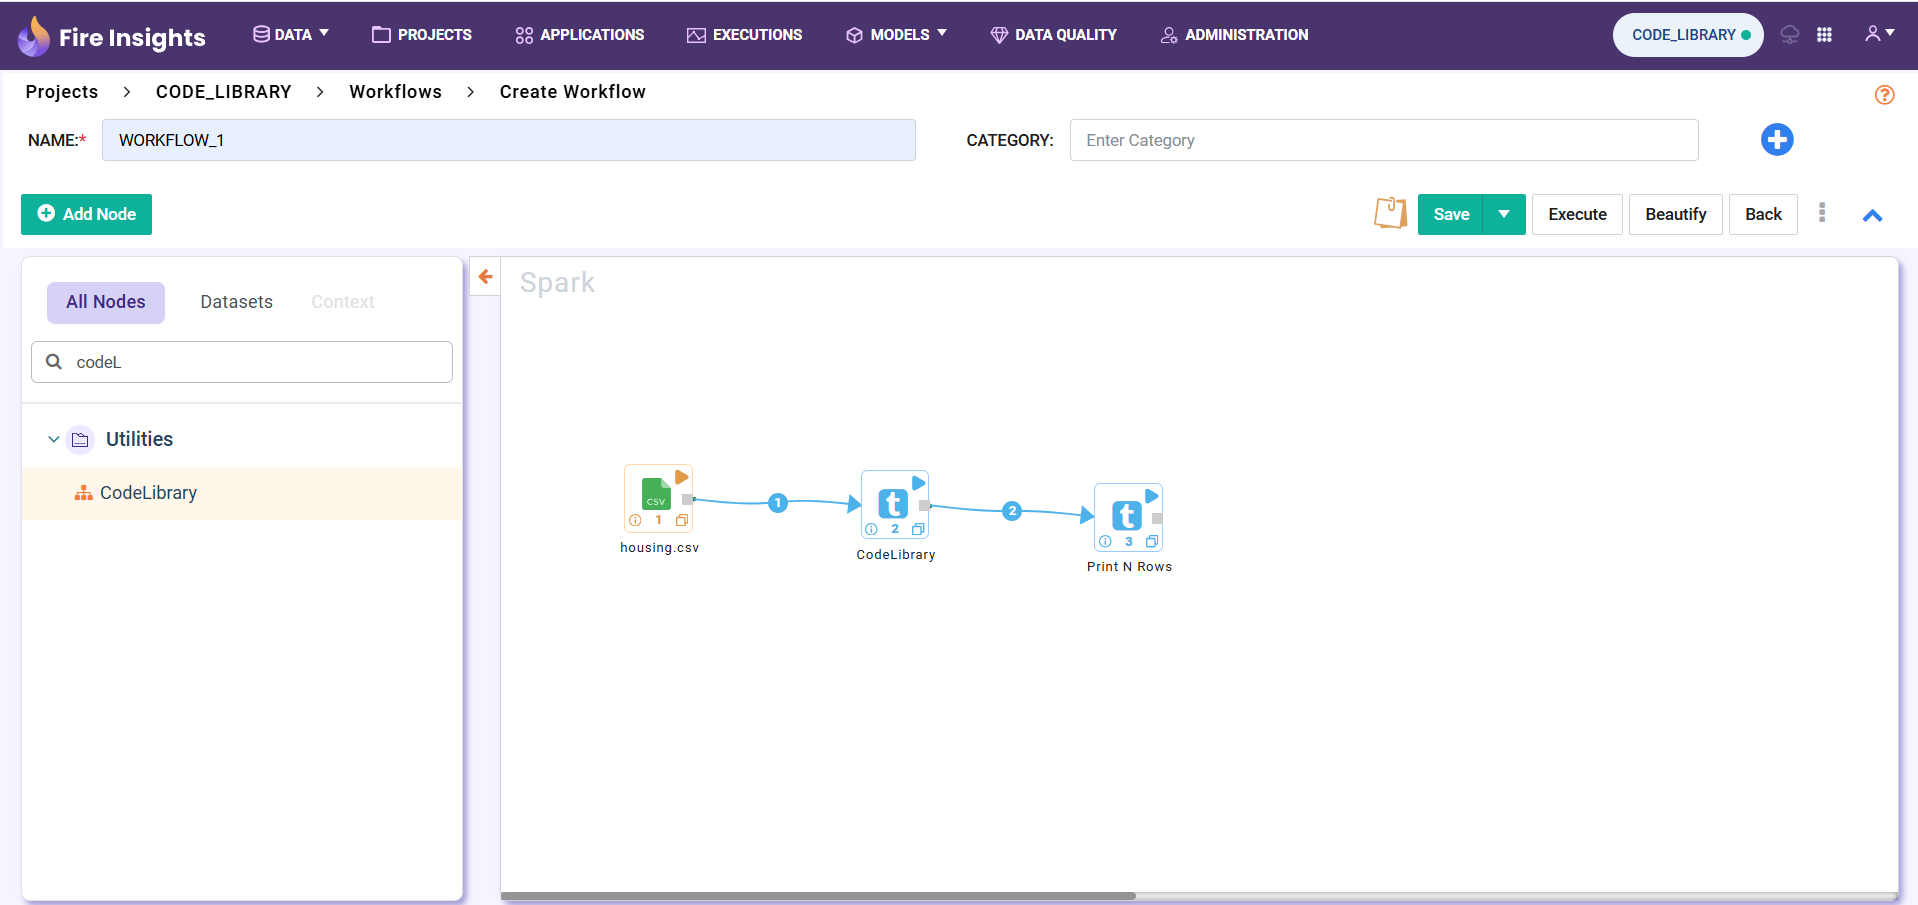 Fire Insights
DATA
PROJECTS
APPLICATIONS
EXECUTIONS
MODELS
DATA QUALITY
ADMINISTRATION
CODE_LIBRARY
Projects > CODE_LIBRARY > Workflows > Create Workflow
NAME:* WORKFLOW_1
CATEGORY: Enter Category
Add Node
Save
Execute
Beautify
Back
All Nodes
Datasets
Context
codeL
Utilities
CodeLibrary
Spark
CSV
1
housing.csv
1
t
2
CodeLibrary
2
t
3
Print N Rows